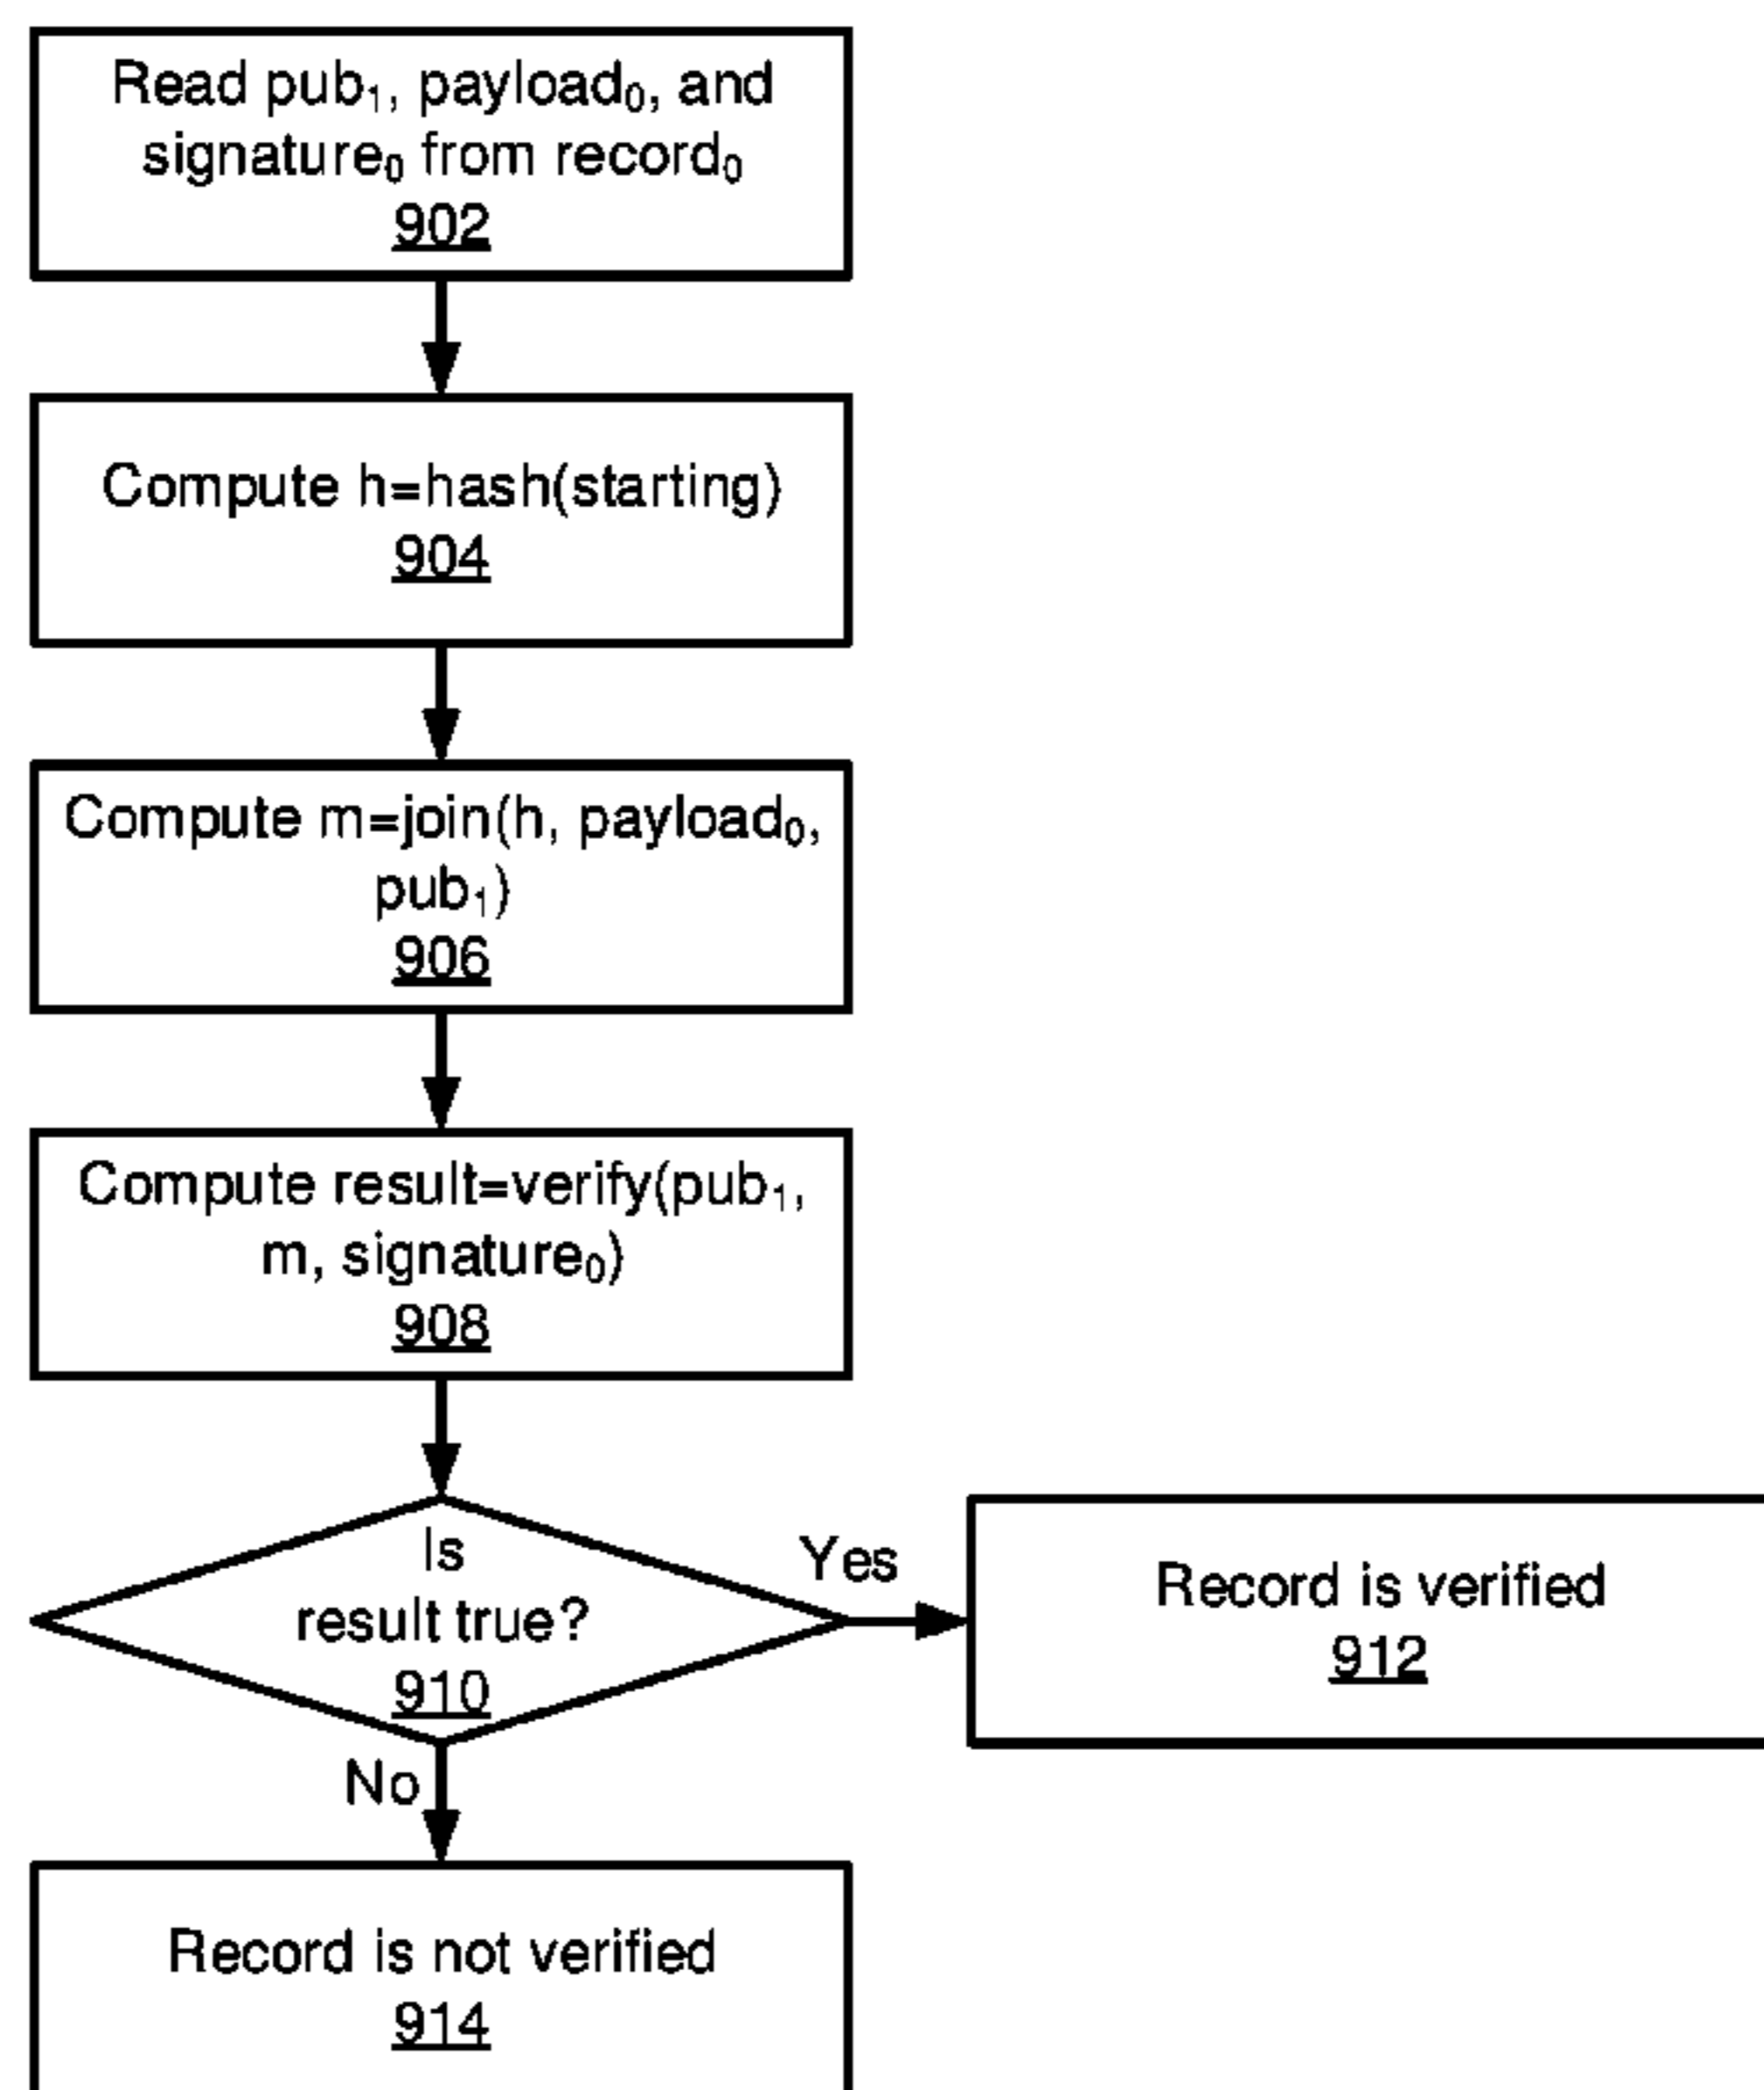 Read pub₁, payload₀, and
signature₀ from record₀
902
Compute h=hash(starting)
904
Compute m=join(h, payload₀,
pub₁)
906
Compute result=verify(pub₁,
m, signature₀)
908
Is
result true?
910
Yes
Record is verified
912
No
Record is not verified
914